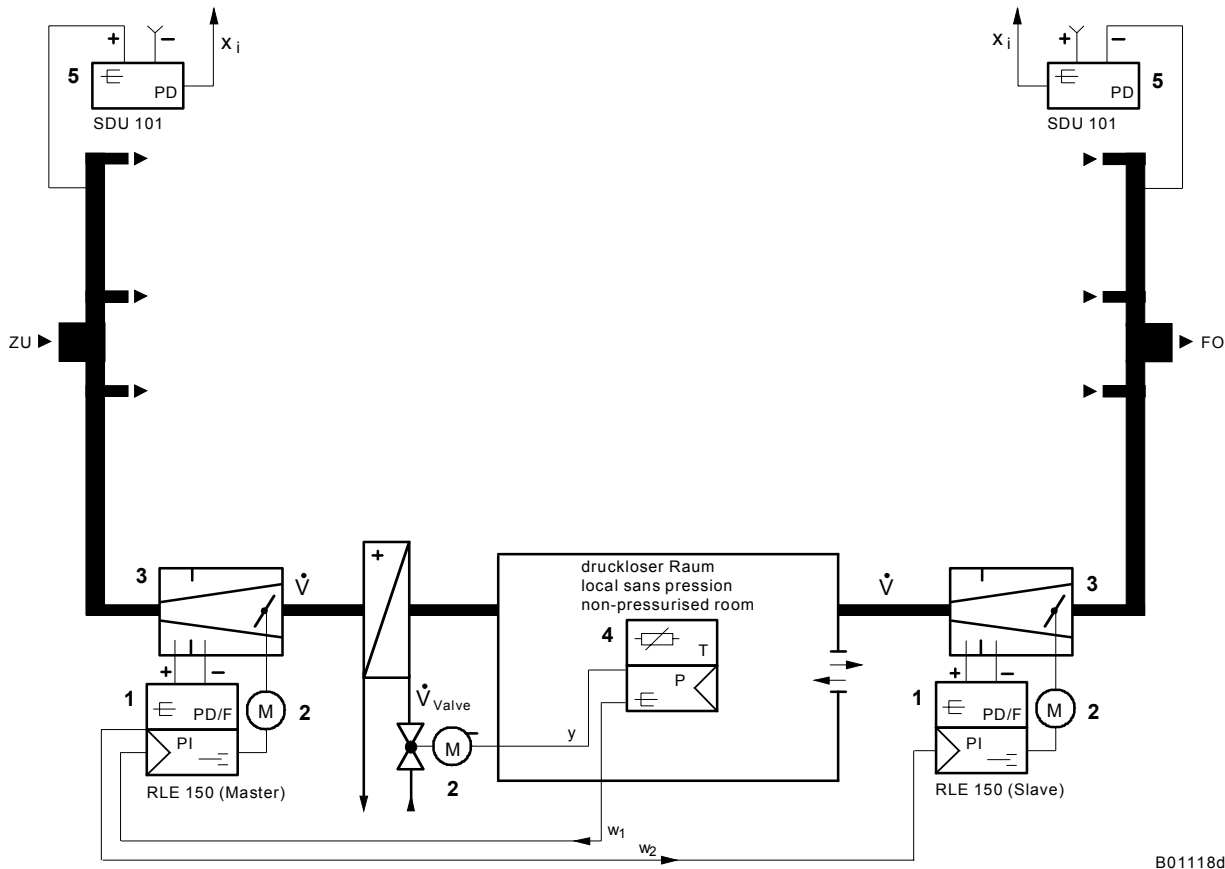 + − x i
5 PD
SDU 101
x i + − 
PD 5
SDU 101
ZU
FO
3
V̇
+
druckloser Raum
local sans pression
non-pressurised room
4
T
P
V̇
3
+ −
1 PD/F
PI
M 2
RLE 150 (Master)
V̇ Valve
M
2
y
+ −
1 PD/F
PI
M 2
RLE 150 (Slave)
w1
w2
B01118d